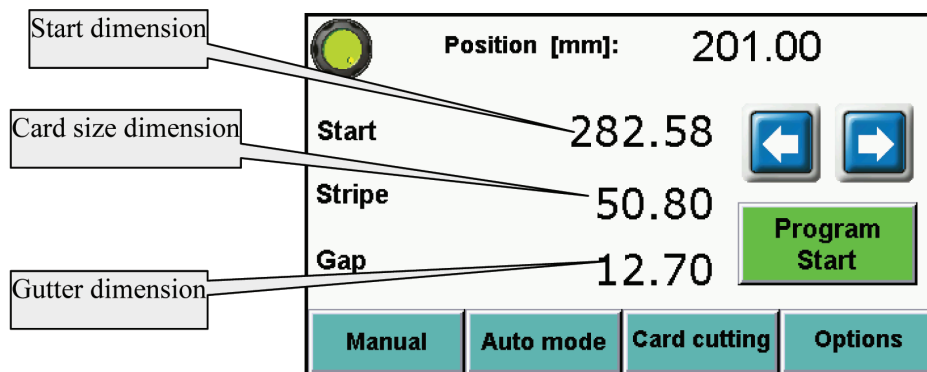 Start dimension
Position [mm]: 201.00
Card size dimension
Start 282.58
Stripe 50.80
Program
Start
Gap 12.70
Gutter dimension
Manual Auto mode Card cutting Options